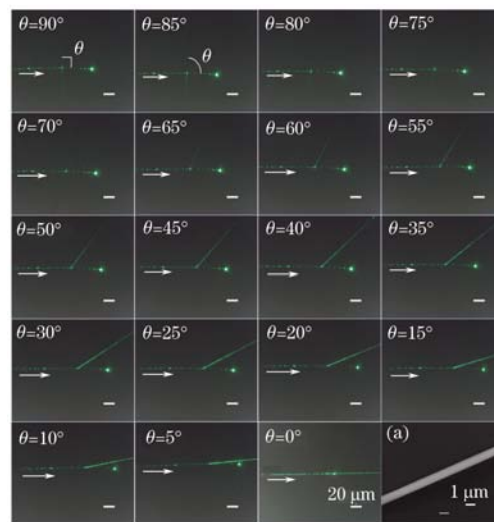 θ=90° θ
θ=85° θ
θ=80°
θ=75°
θ=70°
θ=65°
θ=60°
θ=55°
θ=50°
θ=45°
θ=40°
θ=35°
θ=30°
θ=25°
θ=20°
θ=15°
θ=10°
θ=5°
θ=0°
20 μm
(a)
1 μm